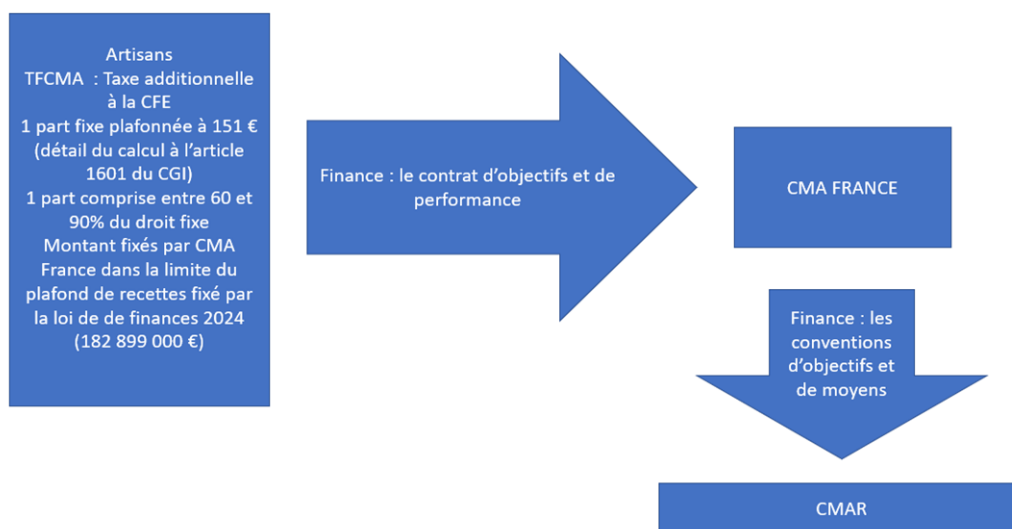 Artisans
TFCMA : Taxe additionnelle
à la CFE
1 part fixe plafonnée à 151 €
(détail du calcul à l’article
1601 du CGI)
1 part comprise entre 60 et
90% du droit fixe
Montant fixés par CMA
France dans la limite du
plafond de recettes fixé par
la loi de de finances 2024
(182 899 000 €)
Finance : le contrat d’objectifs et de
performance
CMA FRANCE
Finance : les
conventions
d’objectifs et
de moyens
CMAR